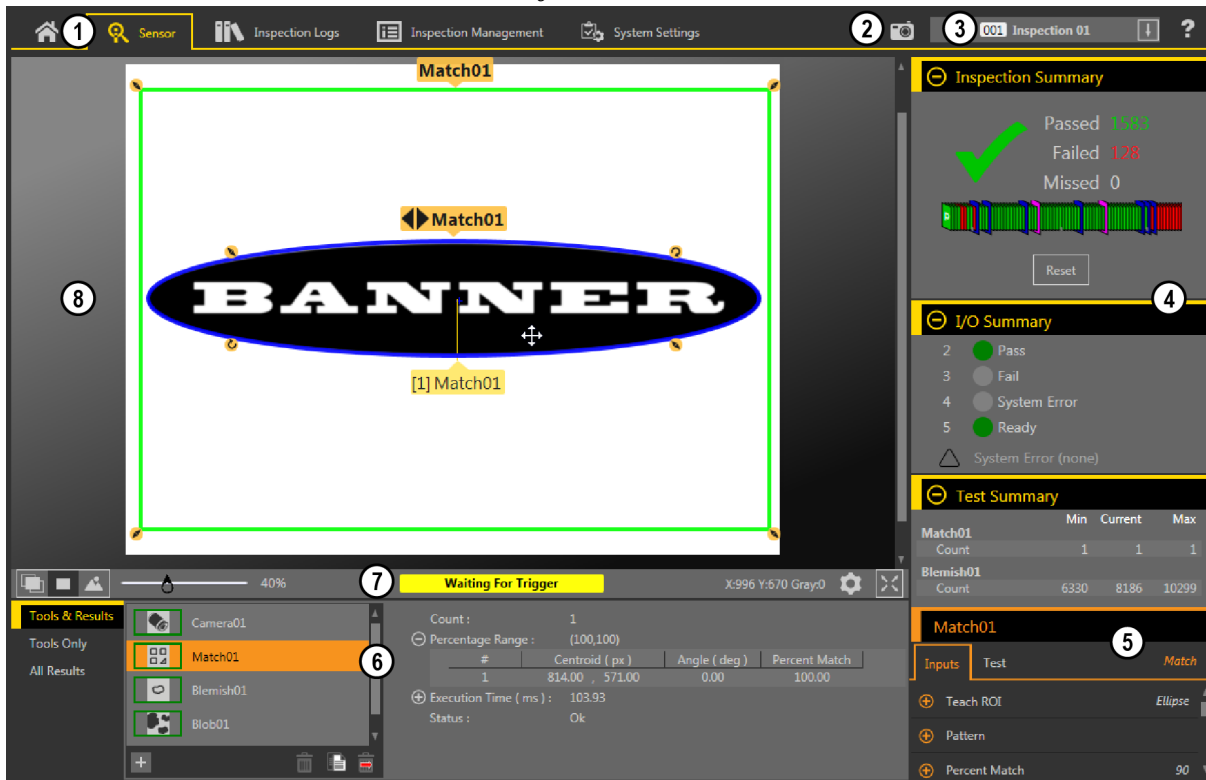 1 Sensor Inspection Logs Inspection Management System Settings 2 3 001 Inspection 01 ?
Match01
Match01
BANNER
[1] Match01
8
Inspection Summary
Passed 1583
Failed 128
Missed 0
Reset
4
I/O Summary
2 Pass
3 Fail
4 System Error
5 Ready
System Error (none)
Test Summary
Min Current Max
Match01
Count 1 1 1
Blemish01
Count 6330 8186 10299
40% 7 Waiting For Trigger X:996 Y:670 Gray:0
Tools & Results
Tools Only
All Results
Camera01
Match01
6
Blemish01
Blob01
Count : 1
Percentage Range : (100,100)
# Centroid ( px ) Angle ( deg ) Percent Match
1 814.00 , 571.00 0.00 100.00
Execution Time ( ms ) : 103.93
Status : Ok
Match01
5
Inputs Test Match
Teach ROI Ellipse
Pattern
Percent Match 90